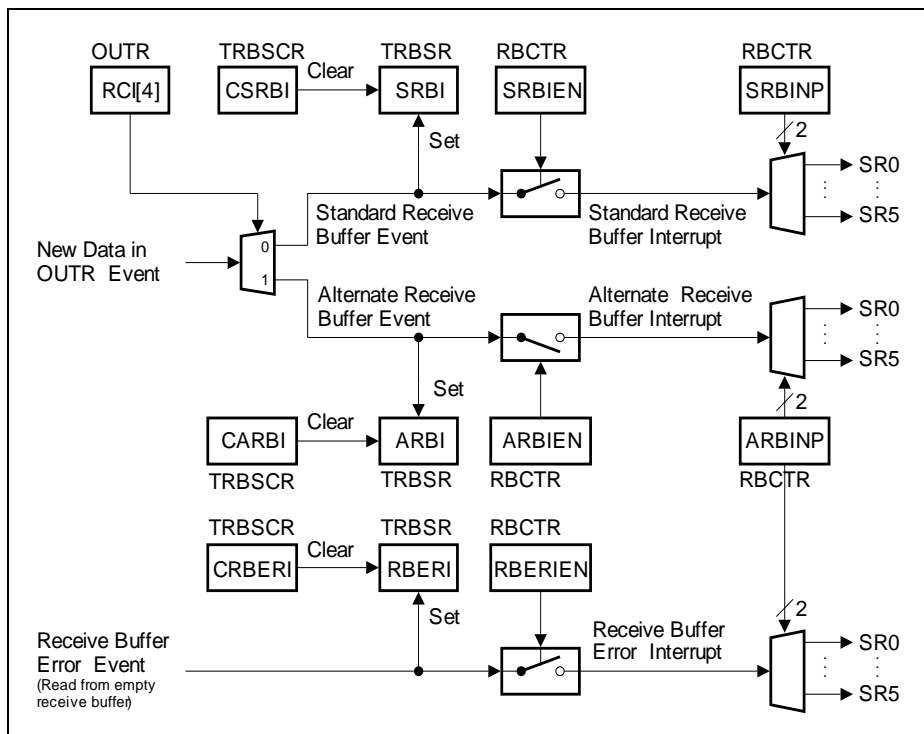 OUTR
TRBSCR
TRBSR
RBCTR
RBCTR
RCI[4]
CSRBI
Clear
SRBI
SRBIEN
SRBINP
2
Set
SR0
:
:
SR5
Standard Receive
Buffer Event
Standard Receive
Buffer Interrupt
New Data in
OUTR Event
0
1
Alternate Receive
Buffer Event
Alternate Receive
Buffer Interrupt
SR0
:
:
SR5
Set
2
CARBI
Clear
ARBI
ARBIEN
ARBINP
TRBSCR
TRBSR
RBCTR
RBCTR
TRBSCR
TRBSR
RBCTR
CRBERI
Clear
RBERI
RBERIEN
Set
2
Receive Buffer
Error Event
(Read from empty
receive buffer)
Receive Buffer
Error Interrupt
SR0
:
:
SR5